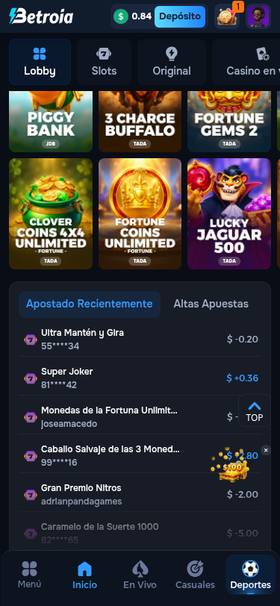 Betroia
$ 0.84 Depósito
1
Lobby
Slots
Original
Casino en
PIGGY BANK
JDB
3 CHARGE BUFFALO
TADA
FORTUNE GEMS 2
TADA
CLOVER COINS 4X4 UNLIMITED
- FORTUNE -
TADA
FORTUNE COINS UNLIMITED
- FORTUNE -
TADA
LUCKY JAGUAR 500
TADA
Apostado Recientemente
Altas Apuestas
Ultra Mantén y Gira
55****34
$ -0.20
Super Joker
81****42
$ +0.36
Monedas de la Fortuna Unlimit...
joseamacedo
$ -
TOP
Caballo Salvaje de las 3 Moned...
99****16
.80
Gran Premio Nitros
adrianpandagames
$ -2.00
Caramelo de la Suerte 1000
82****65
$ -5.00
Menú
Inicio
En Vivo
Casuales
Deportes